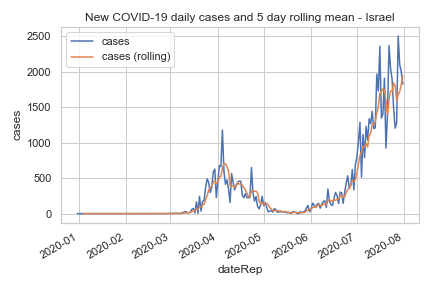 New COVID-19 daily cases and 5 day rolling mean - Israel
cases
cases (rolling)
2500
2000
1500
1000
500
0
cases
2020-01
2020-02
2020-03
2020-04
2020-05
2020-06
2020-07
2020-08
dateRep